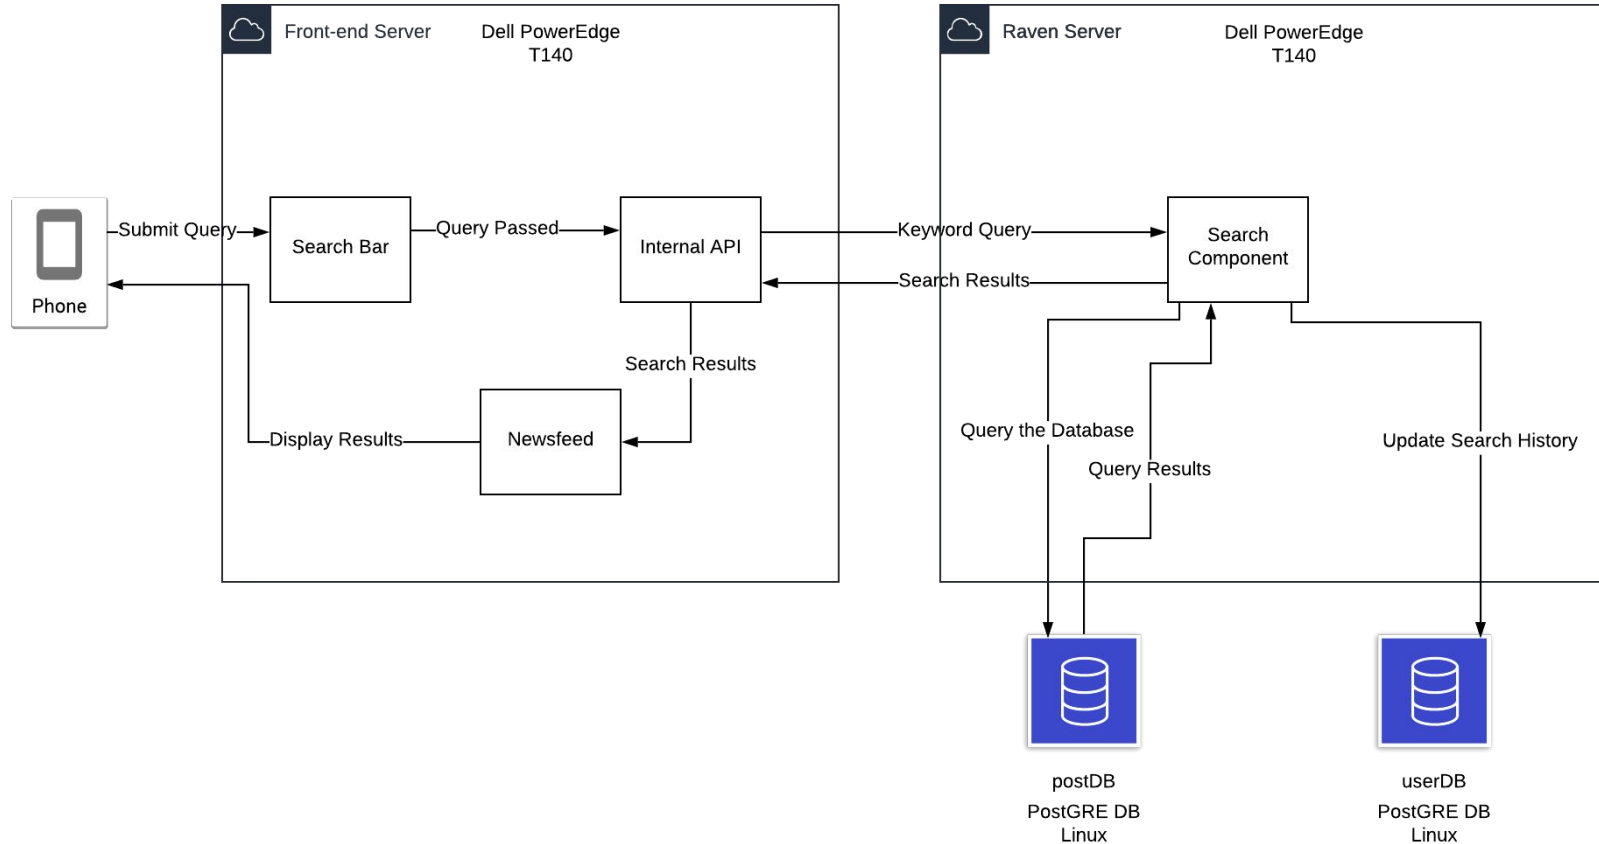 Front-end Server
Dell PowerEdge
T140
Raven Server
Dell PowerEdge
T140
Phone
Submit Query
Search Bar
Query Passed
Internal API
Keyword Query
Search Results
Search
Component
Search Results
Newsfeed
Display Results
Query the Database
Query Results
Update Search History
postDB
PostGRE DB
Linux
userDB
PostGRE DB
Linux